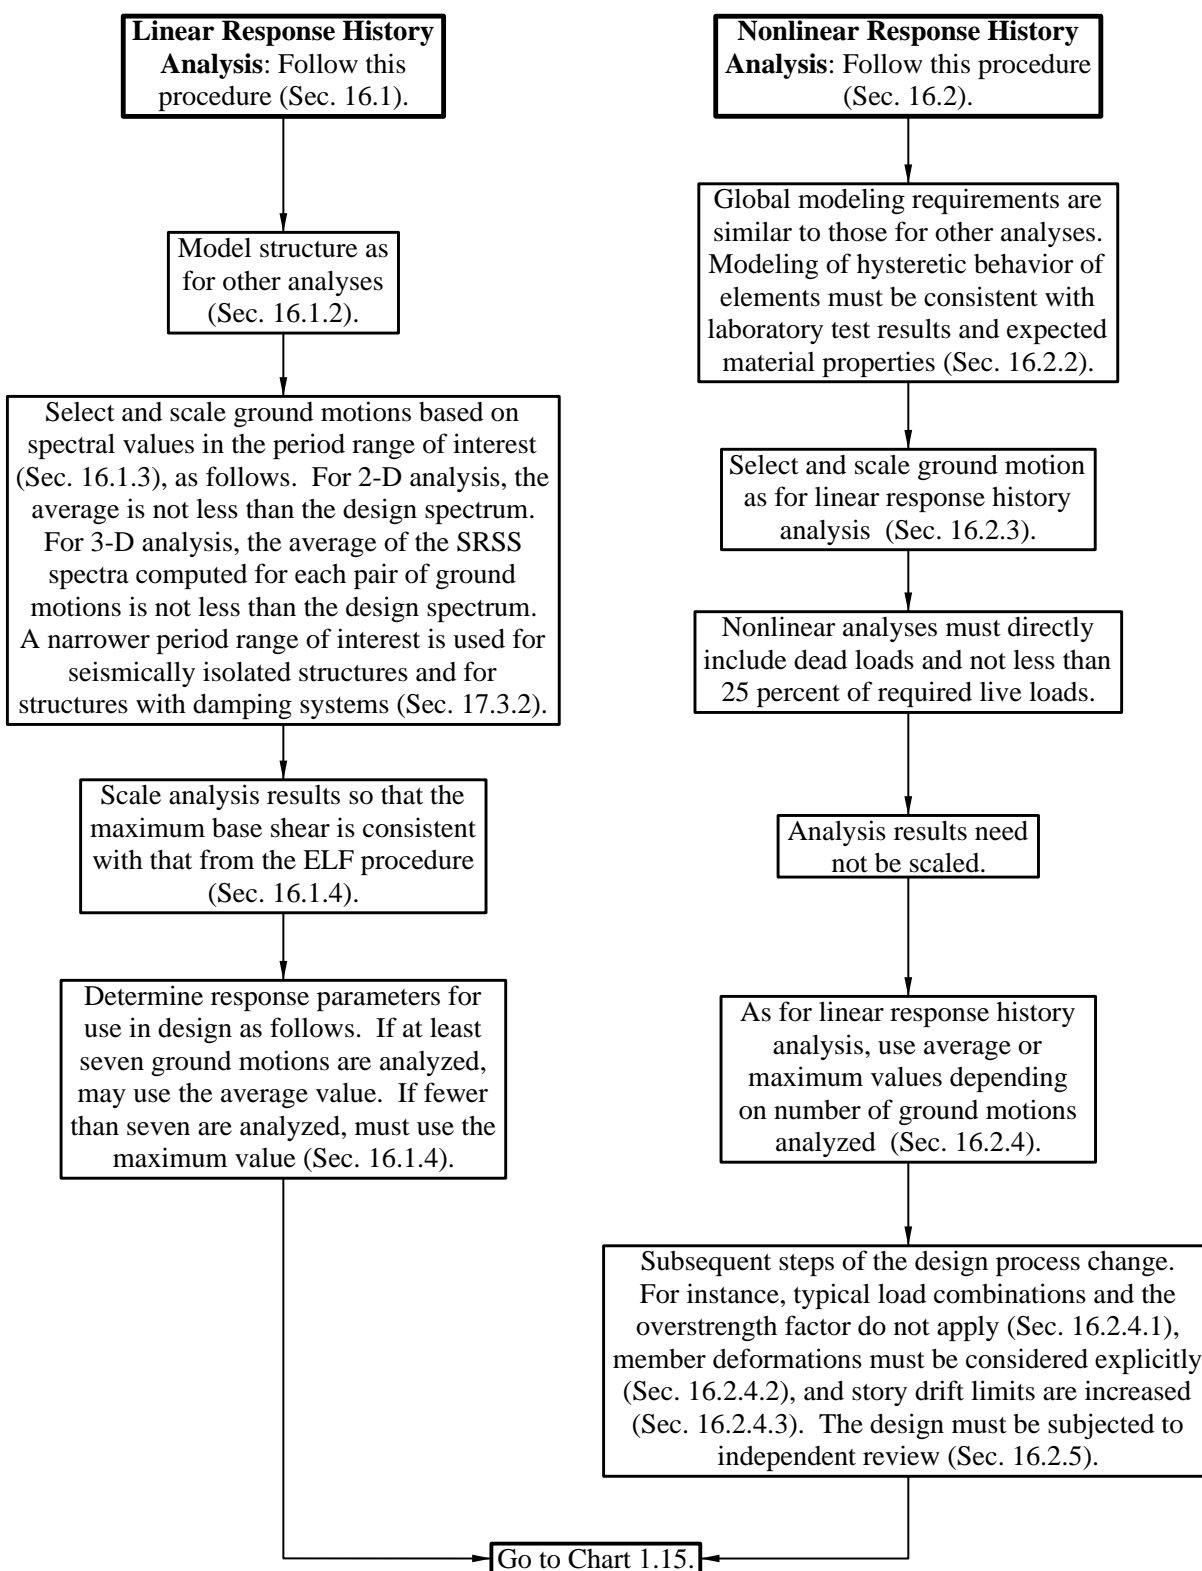 Linear Response History
Analysis: Follow this
procedure (Sec. 16.1).
Model structure as
for other analyses
(Sec. 16.1.2).
Select and scale ground motions based on
spectral values in the period range of interest
(Sec. 16.1.3), as follows.  For 2-D analysis, the
average is not less than the design spectrum.
For 3-D analysis, the average of the SRSS
spectra computed for each pair of ground
motions is not less than the design spectrum.
A narrower period range of interest is used for
seismically isolated structures and for
structures with damping systems (Sec. 17.3.2).
Scale analysis results so that the
maximum base shear is consistent
with that from the ELF procedure
(Sec. 16.1.4).
Determine response parameters for
use in design as follows.  If at least
seven ground motions are analyzed,
may use the average value.  If fewer
than seven are analyzed, must use the
maximum value (Sec. 16.1.4).
Nonlinear Response History
Analysis: Follow this procedure
(Sec. 16.2).
Global modeling requirements are
similar to those for other analyses.
Modeling of hysteretic behavior of
elements must be consistent with
laboratory test results and expected
material properties (Sec. 16.2.2).
Select and scale ground motion
as for linear response history
analysis  (Sec. 16.2.3).
Nonlinear analyses must directly
include dead loads and not less than
25 percent of required live loads.
Analysis results need
not be scaled.
As for linear response history
analysis, use average or
maximum values depending
on number of ground motions
analyzed  (Sec. 16.2.4).
Subsequent steps of the design process change.
For instance, typical load combinations and the
overstrength factor do not apply (Sec. 16.2.4.1),
member deformations must be considered explicitly
(Sec. 16.2.4.2), and story drift limits are increased
(Sec. 16.2.4.3).  The design must be subjected to
independent review (Sec. 16.2.5).
Go to Chart 1.15.